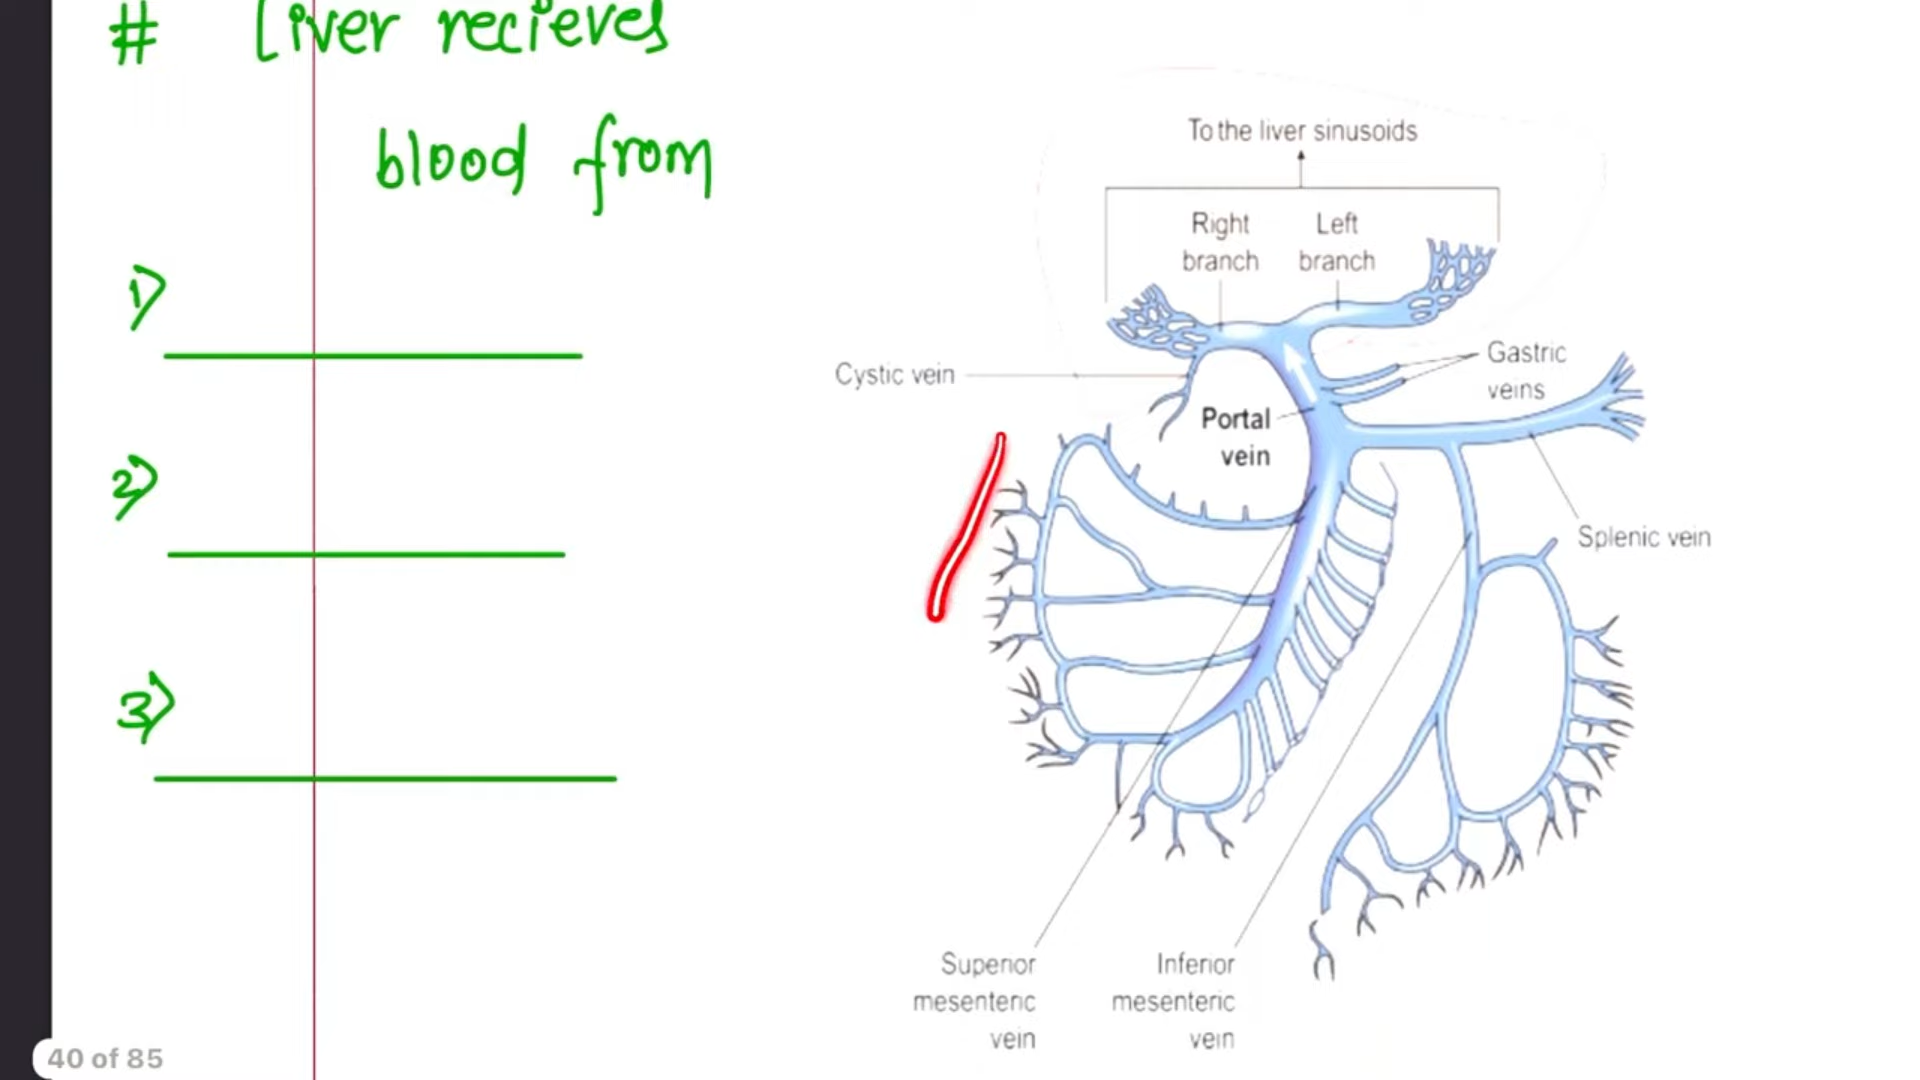 # Liver recieves
blood from
1)
2)
3)
To the liver sinusoids
Right
branch
Left
branch
Gastric
veins
Cystic vein
Portal
vein
Splenic vein
Superior
mesenteric
vein
Inferior
mesenteric
vein
40 of 85